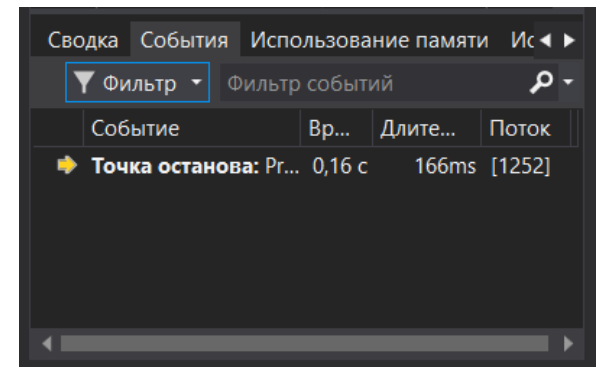 Сводка События Использование памяти Ис
Фильтр Фильтр событий
Событие Вр... Длите... Поток
Точка останова: Pr... 0,16 с 166ms [1252]